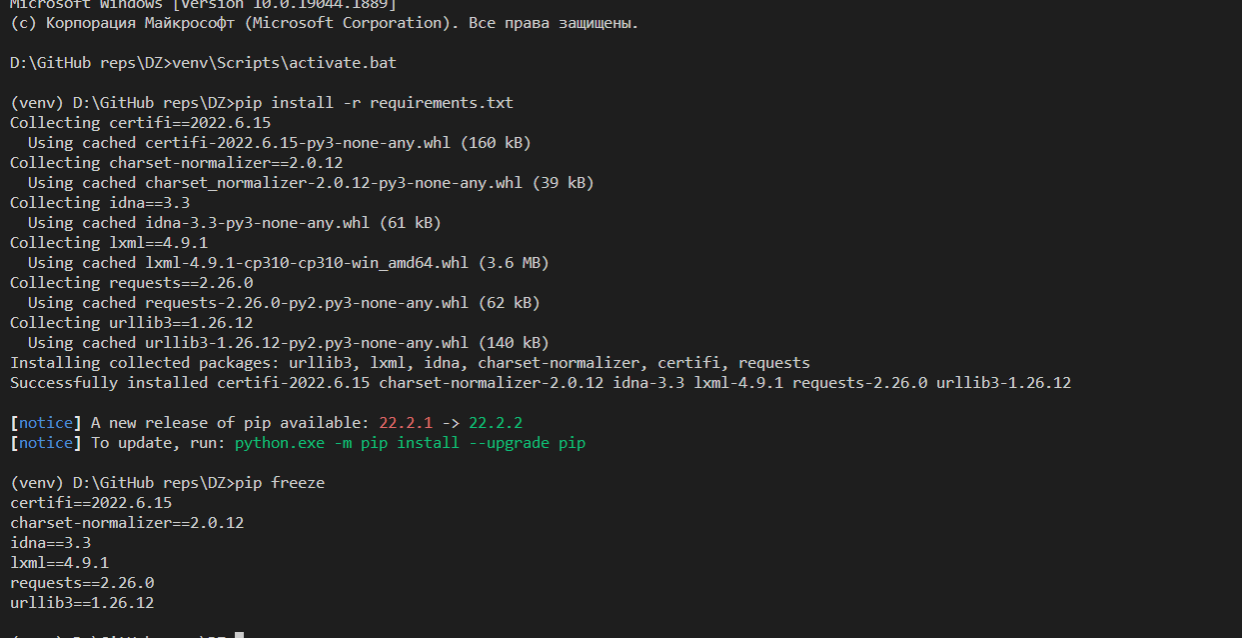 Microsoft Windows [Version 10.0.19044.1889]
(c) Корпорация Майкрософт (Microsoft Corporation). Все права защищены.
D:\GitHub reps\DZ>venv\Scripts\activate.bat
(venv) D:\GitHub reps\DZ>pip install -r requirements.txt
Collecting certifi==2022.6.15
  Using cached certifi-2022.6.15-py3-none-any.whl (160 kB)
Collecting charset-normalizer==2.0.12
  Using cached charset_normalizer-2.0.12-py3-none-any.whl (39 kB)
Collecting idna==3.3
  Using cached idna-3.3-py3-none-any.whl (61 kB)
Collecting lxml==4.9.1
  Using cached lxml-4.9.1-cp310-cp310-win_amd64.whl (3.6 MB)
Collecting requests==2.26.0
  Using cached requests-2.26.0-py2.py3-none-any.whl (62 kB)
Collecting urllib3==1.26.12
  Using cached urllib3-1.26.12-py2.py3-none-any.whl (140 kB)
Installing collected packages: urllib3, lxml, idna, charset-normalizer, certifi, requests
Successfully installed certifi-2022.6.15 charset-normalizer-2.0.12 idna-3.3 lxml-4.9.1 requests-2.26.0 urllib3-1.26.12
[notice] A new release of pip available: 22.2.1 -> 22.2.2
[notice] To update, run: python.exe -m pip install --upgrade pip
(venv) D:\GitHub reps\DZ>pip freeze
certifi==2022.6.15
charset-normalizer==2.0.12
idna==3.3
lxml==4.9.1
requests==2.26.0
urllib3==1.26.12